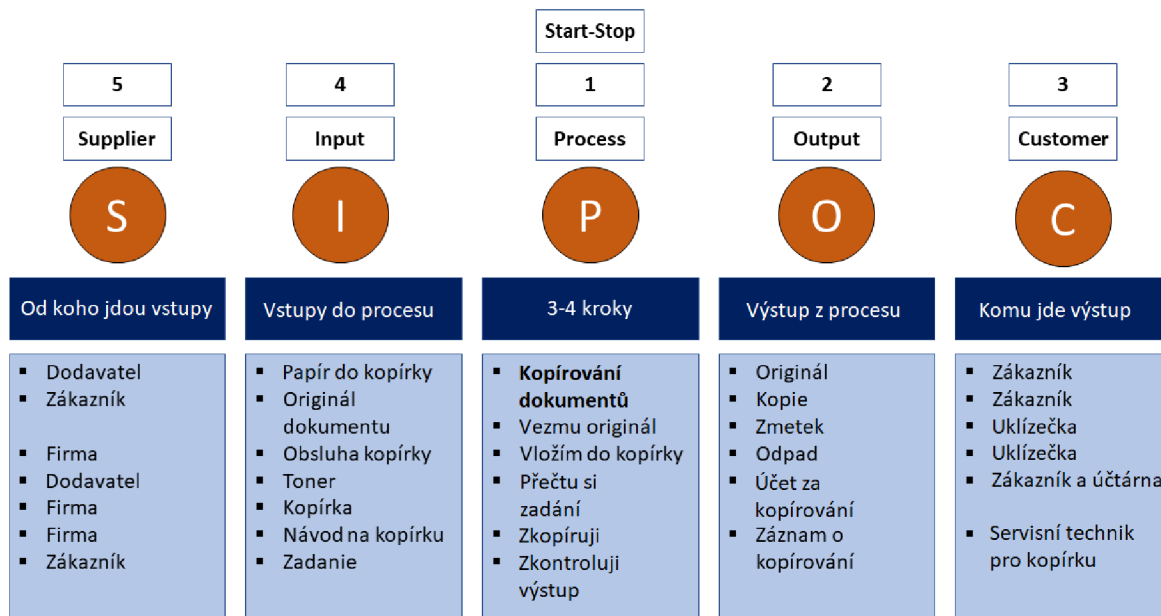 Start-Stop
5
4
1
2
3
Supplier
Input
Process
Output
Customer
S
I
P
O
C
Od koho jdou vstupy
Vstupy do procesu
3-4 kroky
Výstup z procesu
Komu jde výstup
▪ Dodavatel
▪ Zákazník
▪ Firma
▪ Dodavatel
▪ Firma
▪ Firma
▪ Zákazník
▪ Papír do kopírky
▪ Originál
dokumentu
▪ Obsluha kopírky
▪ Toner
▪ Kopírka
▪ Návod na kopírku
▪ Zadanie
▪ Kopírování
dokumentů
▪ Vezmu originál
▪ Vložím do kopírky
▪ Přečtu si
zadání
▪ Zkopíruji
▪ Zkontroluji
výstup
▪ Originál
▪ Kopie
▪ Zmetek
▪ Odpad
▪ Účet za
kopírování
▪ Záznam o
kopírování
▪ Zákazník
▪ Zákazník
▪ Uklízečka
▪ Uklízečka
▪ Zákazník a účtárna
▪ Servisní technik
pro kopírku